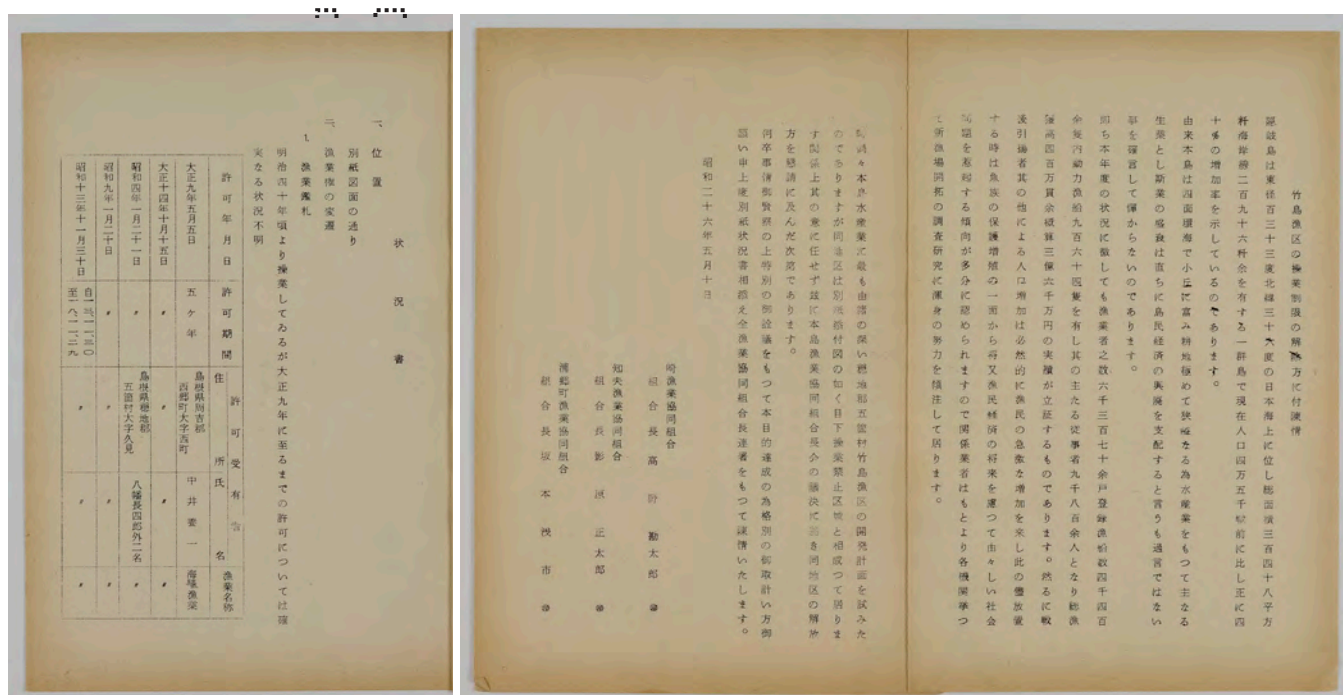 竹島漁区の操業制限の解除方に付陳情
隠岐島は東経百三十三度北緯三十六度の日本海上に位し総面積三百四十八平方
粁海岸線二百九十六粁余を有する一群島で現在人口四万五千 戦前に比し正に四
十%の増加率を示しているのであります。
由来本島は四面環海で小丘に富み耕地極めて狭 なる為水産業をもつて主なる
生業とし斯業の盛衰は直ちに島民経済の興廃を支配すると言うも過言ではない
事を確言して憚からないのであります。
即ち本年度の状況に徴しても漁業者之数六千三百七十余戸登録漁船数四千四百
余隻内動力漁船九百六十四隻を有し其の主たる従事者九千八百余人となり総漁
獲高四百万貫余概算三億六千万円の実績が立証するものであります。然るに戦
後引揚者其の他による人口増加は必然的に漁民の急激な増加を来し此の儘放置
する時は魚族の保護増殖の一面から将又漁民経済の将来を慮つて由々しい社会
問題を惹起する傾向が多分に認められますので関係業者はもとより各機関挙つ
て新漁場開拓の調査研究に渾身の努力を傾注して居ります。
偶々本島水産業に最も由緒の深い穏地郡五箇村竹島漁区の開発計画を試みた
のでありますが同漁区は別紙添付図の如く目下操業禁止区域と相成つて居りま
す関係上其の意に任せず茲に本島漁業協同組合長会の議決に基き同地区の解放
方を懇請に及んだ次第であります。
何卒事情御賢察の上特別の御詮議をもつて本目的達成の為格別の御取計い方御
願い申上度別紙状況書相添え全漁業協同組合長連署をもつて陳情いたします。
昭和二十六年五月十日
崎漁業協同組合
組合長 高 勘太郎
知夫漁業協同組合
組合長 影原正太郎
浦郷町漁業協同組合
組合長 坂本浅市
状況書
一、位置
別紙図面の通り
二、漁業権の変遷
1. 漁業鑑札
明治四十年頃より操業してゐるが大正九年に至るまでの許可については確
実なる状況不明
許可年月日 許可期間 許可受有者 住所 氏名 漁業名称
大正九年五月五日 五ヶ年 島根県周吉郡西郷町大字西町 中井養一 海驢漁業
大正十四年十月十五日 〃 〃 〃 〃
昭和四年一月二十一日 〃 島根県穏地郡五箇村大字久見 八幡長四郎外二名 〃
昭和九年一月二十日 〃 〃 〃 〃
昭和十三年十一月三十日 自一三、一一、三〇 至一八、一一、二九 〃 〃 〃